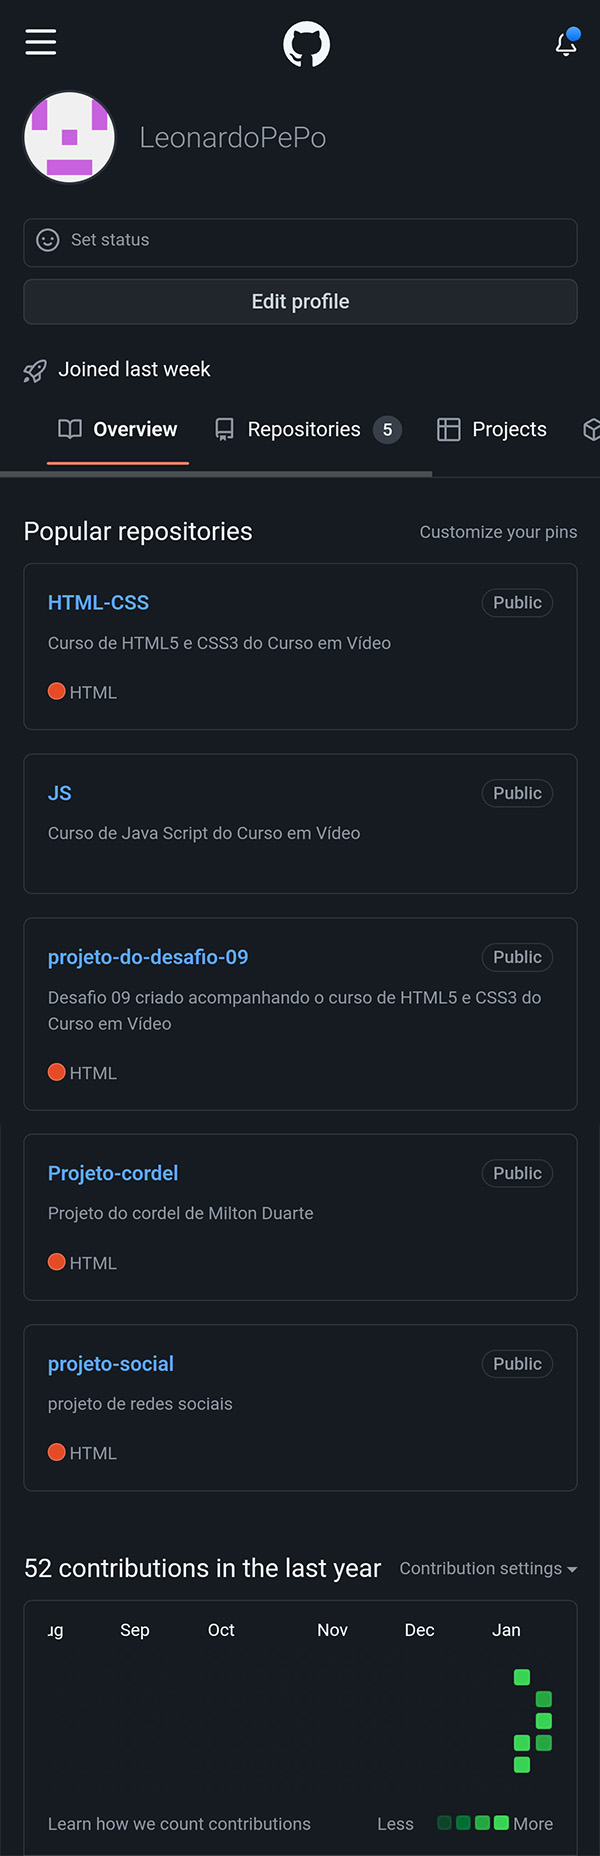 LeonardoPePo
Set status
Edit profile
Joined last week
Overview Repositories 5 Projects
Popular repositories Customize your pins
HTML-CSS Public
Curso de HTML5 e CSS3 do Curso em Vídeo
HTML
JS Public
Curso de Java Script do Curso em Vídeo
projeto-do-desafio-09 Public
Desafio 09 criado acompanhando o curso de HTML5 e CSS3 do
Curso em Vídeo
HTML
Projeto-cordel Public
Projeto do cordel de Milton Duarte
HTML
projeto-social Public
projeto de redes sociais
HTML
52 contributions in the last year Contribution settings
ug Sep Oct Nov Dec Jan
Learn how we count contributions Less More